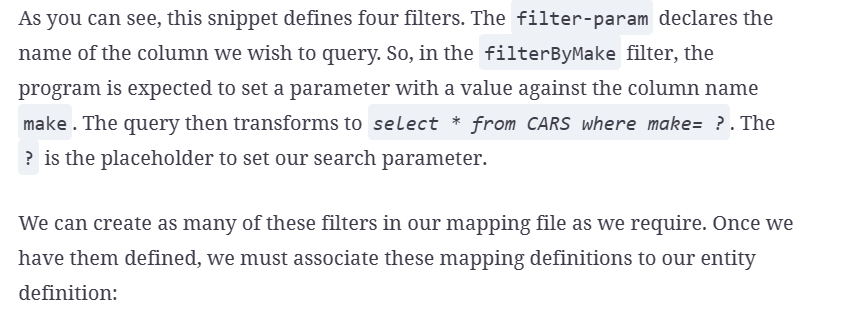 As you can see, this snippet defines four filters. The filter-param declares the
name of the column we wish to query. So, in the filterByMake filter, the
program is expected to set a parameter with a value against the column name
make. The query then transforms to select * from CARS where make= ?. The
? is the placeholder to set our search parameter.
We can create as many of these filters in our mapping file as we require. Once we
have them defined, we must associate these mapping definitions to our entity
definition: